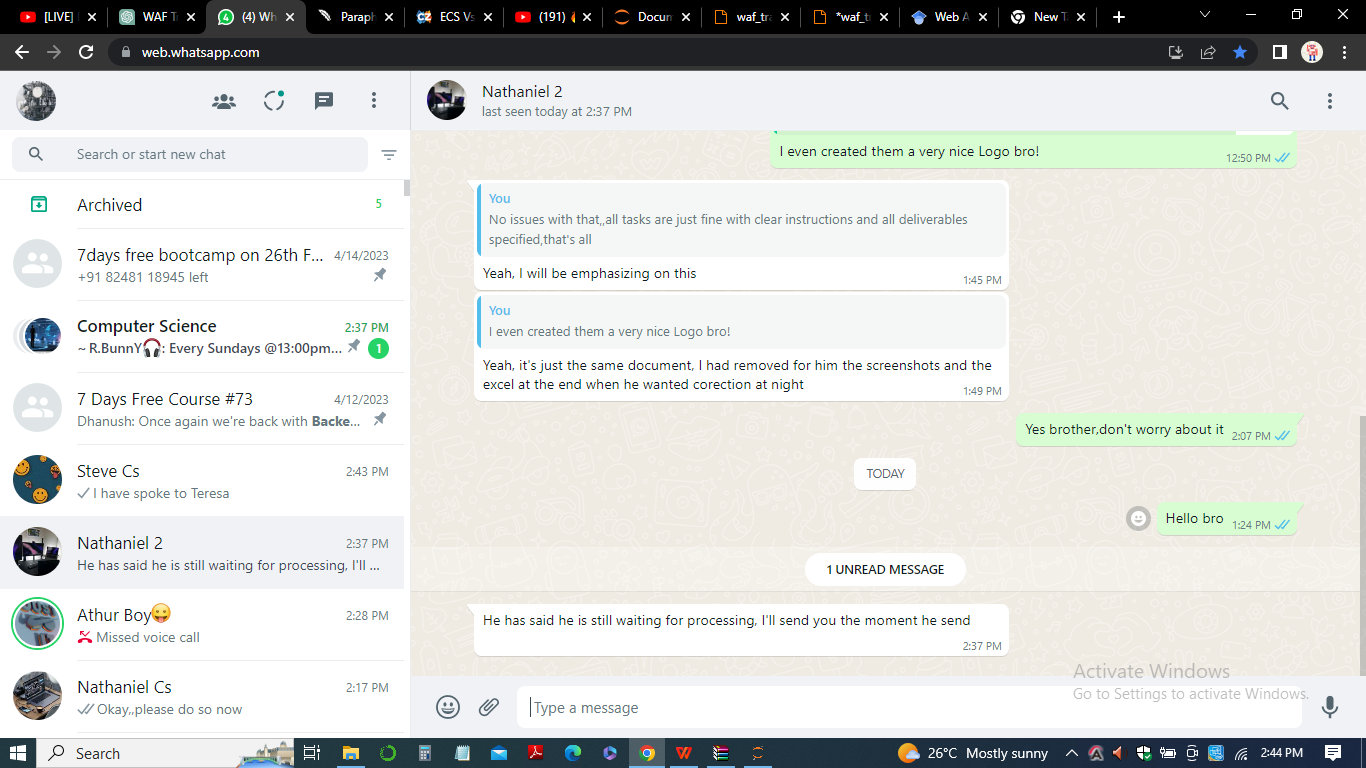 [LIVE]
WAF Tr
(4) Wh
Paraph
ECS Vs
(191)
Docum
waf_tra
*waf_tr
Web A
New T
web.whatsapp.com
Nathaniel 2
last seen today at 2:37 PM
Search or start new chat
Archived 5
7days free bootcamp on 26th F... 4/14/2023
+91 82481 18945 left
Computer Science 2:37 PM
~ R.BunnY🎧: Every Sundays @13:00pm... 1
7 Days Free Course #73 4/12/2023
Dhanush: Once again we're back with Backe...
Steve Cs 2:43 PM
I have spoke to Teresa
Nathaniel 2 2:37 PM
He has said he is still waiting for processing, I'll ...
Athur Boy😛 2:28 PM
Missed voice call
Nathaniel Cs 2:17 PM
Okay,,please do so now
I even created them a very nice Logo bro!
12:50 PM
You
No issues with that,,all tasks are just fine with clear instructions and all deliverables
specified,that's all
Yeah, I will be emphasizing on this
1:45 PM
You
I even created them a very nice Logo bro!
Yeah, it's just the same document, I had removed for him the screenshots and the
excel at the end when he wanted corection at night
1:49 PM
Yes brother,don't worry about it 2:07 PM
TODAY
Hello bro 1:24 PM
1 UNREAD MESSAGE
He has said he is still waiting for processing, I'll send you the moment he send
2:37 PM
Type a message
Activate Windows
Go to Settings to activate Windows.
Search
26°C Mostly sunny
2:44 PM